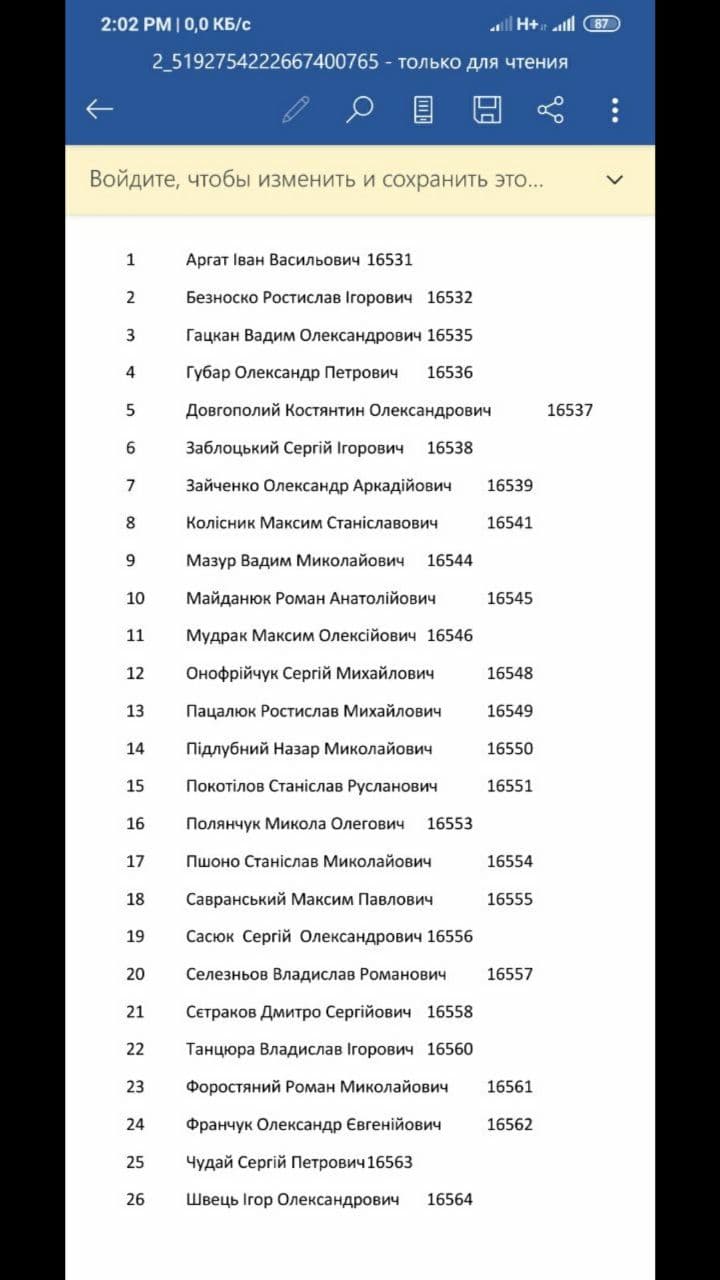 2:02 PM | 0,0 КБ/с H+ 87
2_5192754222667400765 - только для чтения
Войдите, чтобы изменить и сохранить это...
1 Аргат Іван Васильович 16531
2 Безноско Ростислав Ігорович 16532
3 Гацкан Вадим Олександрович 16535
4 Губар Олександр Петрович 16536
5 Довгополий Костянтин Олександрович 16537
6 Заблоцький Сергій Ігорович 16538
7 Зайченко Олександр Аркадійович 16539
8 Колісник Максим Станіславович 16541
9 Мазур Вадим Миколайович 16544
10 Майданюк Роман Анатолійович 16545
11 Мудрак Максим Олексійович 16546
12 Онофрійчук Сергій Михайлович 16548
13 Пацалюк Ростислав Михайлович 16549
14 Підлубний Назар Миколайович 16550
15 Покотілов Станіслав Русланович 16551
16 Полянчук Микола Олегович 16553
17 Пшоно Станіслав Миколайович 16554
18 Савранський Максим Павлович 16555
19 Сасюк Сергій Олександрович 16556
20 Селезньов Владислав Романович 16557
21 Сєтраков Дмитро Сергійович 16558
22 Танцюра Владислав Ігорович 16560
23 Форостяний Роман Миколайович 16561
24 Франчук Олександр Євгенійович 16562
25 Чудай Сергій Петрович16563
26 Швець Ігор Олександрович 16564